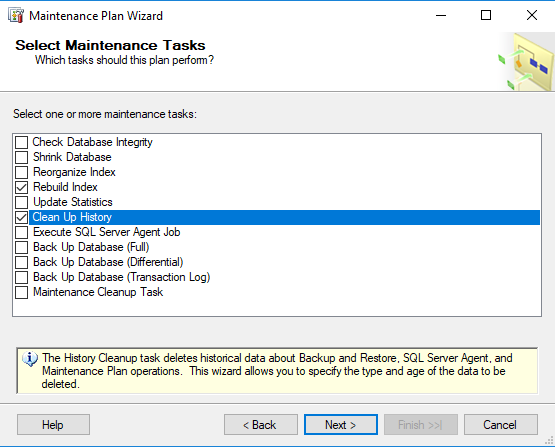 Maintenance Plan Wizard
Select Maintenance Tasks
Which tasks should this plan perform?
Select one or more maintenance tasks:
Check Database Integrity
Shrink Database
Reorganize Index
Rebuild Index
Update Statistics
Clean Up History
Execute SQL Server Agent Job
Back Up Database (Full)
Back Up Database (Differential)
Back Up Database (Transaction Log)
Maintenance Cleanup Task
The History Cleanup task deletes historical data about Backup and Restore, SQL Server Agent, and
Maintenance Plan operations. This wizard allows you to specify the type and age of the data to be
deleted.
Help
< Back
Next >
Finish >>|
Cancel